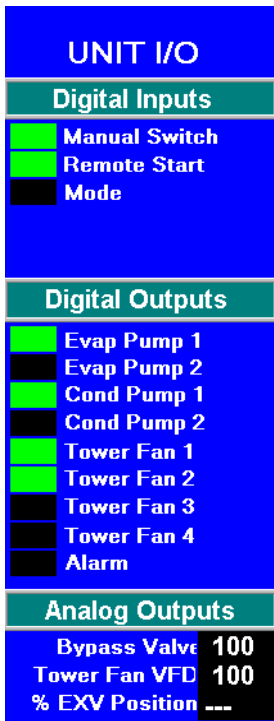 UNIT I/O
Digital Inputs
Manual Switch
Remote Start
Mode
Digital Outputs
Evap Pump 1
Evap Pump 2
Cond Pump 1
Cond Pump 2
Tower Fan 1
Tower Fan 2
Tower Fan 3
Tower Fan 4
Alarm
Analog Outputs
Bypass Valve 100
Tower Fan VFD 100
% EXV Position ---